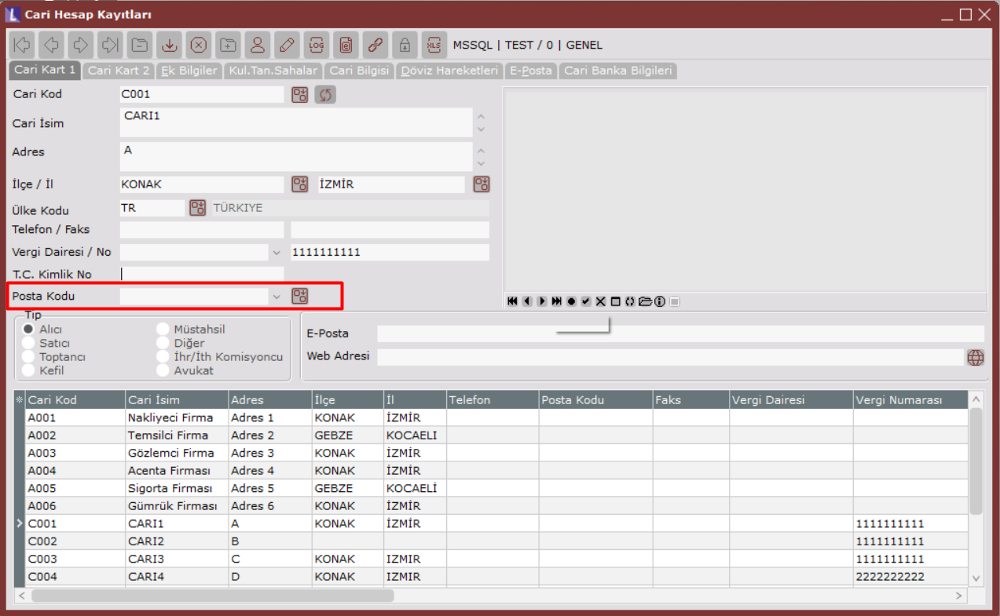 Cari Hesap Kayıtları
LOG XLS MSSQL | TEST / 0 | GENEL
Cari Kart 1 Cari Kart 2 Ek Bilgiler Kul.Tan.Sahalar Cari Bilgisi Döviz Hareketleri E-Posta Cari Banka Bilgileri
Cari Kod C001
Cari İsim CARI1
Adres A
İlçe / İl KONAK İZMİR
Ülke Kodu TR TÜRKIYE
Telefon / Faks
Vergi Dairesi / No 1111111111
T.C. Kimlik No
Posta Kodu
Tip
Alıcı Müstahsil
Satıcı Diğer
Toptancı İhr/İth Komisyoncu
Kefil Avukat
E-Posta
Web Adresi
Cari Kod Cari İsim Adres İlçe İl Telefon Posta Kodu Faks Vergi Dairesi Vergi Numarası
A001 Nakliyeci Firma Adres 1 KONAK İZMİR
A002 Temsilci Firma Adres 2 GEBZE KOCAELI
A003 Gözlemci Firma Adres 3 KONAK İZMİR
A004 Acenta Firması Adres 4 KONAK İZMİR
A005 Sigorta Firması Adres 5 GEBZE KOCAELİ
A006 Gümrük Firması Adres 6 KONAK İZMİR
C001 CARI1 A KONAK İZMİR 1111111111
C002 CARI2 B 1111111111
C003 CARI3 C KONAK IZMIR 1111111111
C004 CARI4 D KONAK IZMIR 2222222222